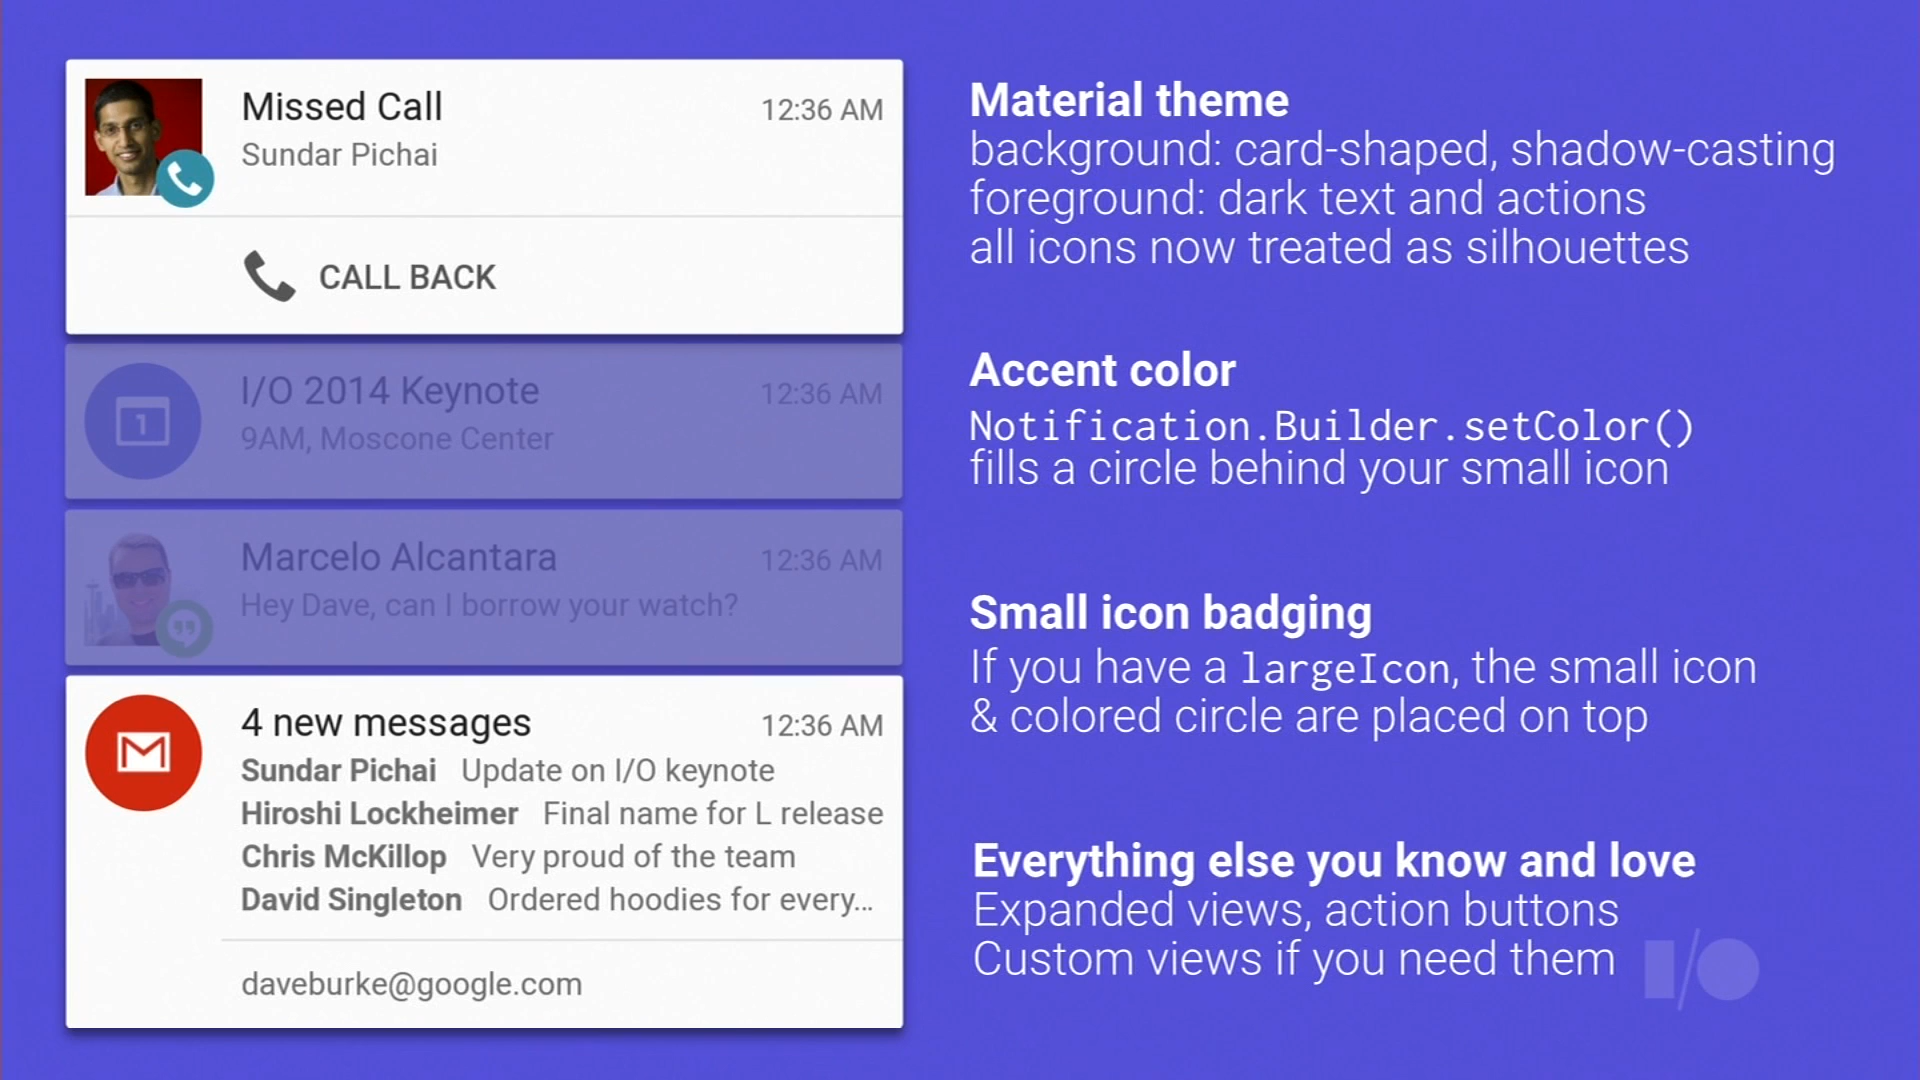 Missed Call
12:36 AM
Sundar Pichai
CALL BACK
I/O 2014 Keynote
12:36 AM
1
9AM, Moscone Center
Marcelo Alcantara
12:36 AM
Hey Dave, can I borrow your watch?
4 new messages
12:36 AM
Sundar Pichai Update on I/O keynote
Hiroshi Lockheimer Final name for L release
Chris McKillop Very proud of the team
David Singleton Ordered hoodies for every...
daveburke@google.com
Material theme
background: card-shaped, shadow-casting
foreground: dark text and actions
all icons now treated as silhouettes
Accent color
Notification.Builder.setColor()
fills a circle behind your small icon
Small icon badging
If you have a largeIcon, the small icon
& colored circle are placed on top
Everything else you know and love
Expanded views, action buttons
Custom views if you need them
I/O